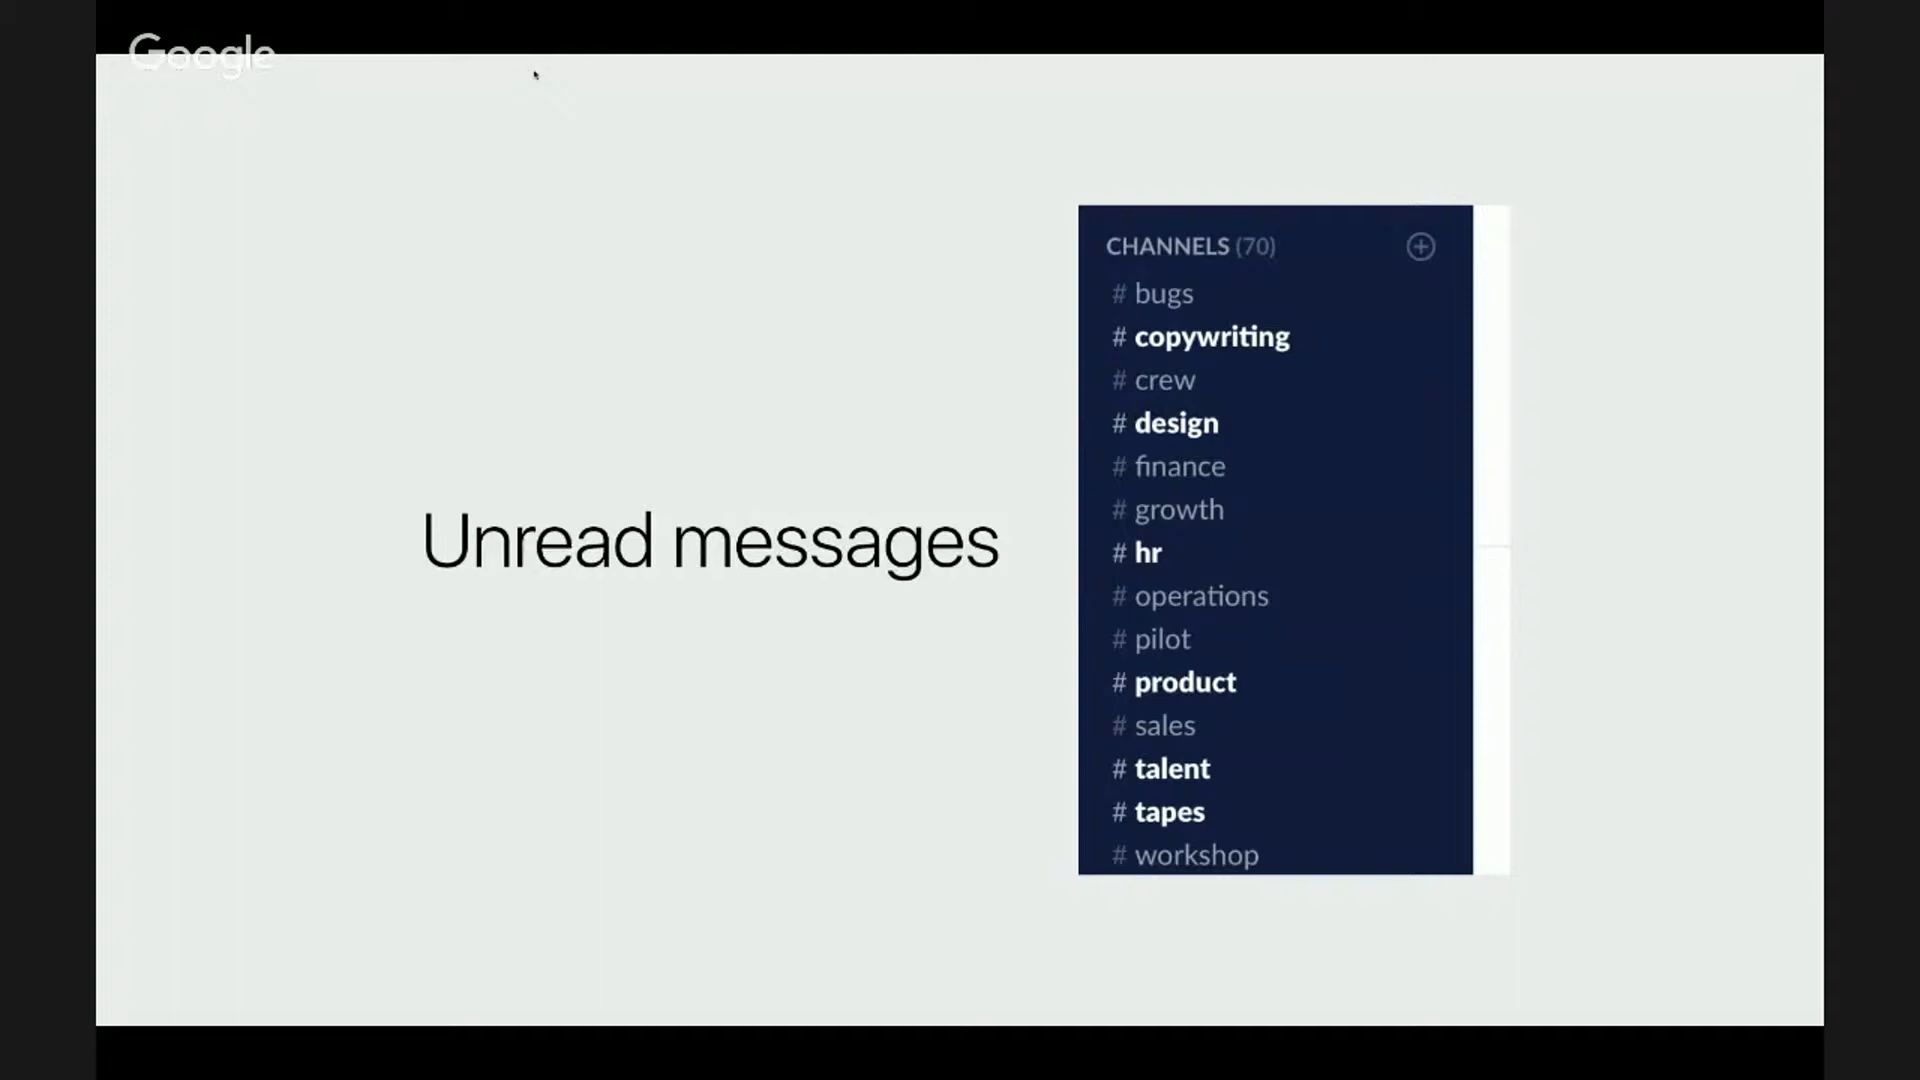 Google
Unread messages
CHANNELS (70)
# bugs
# copywriting
# crew
# design
# finance
# growth
# hr
# operations
# pilot
# product
# sales
# talent
# tapes
# workshop